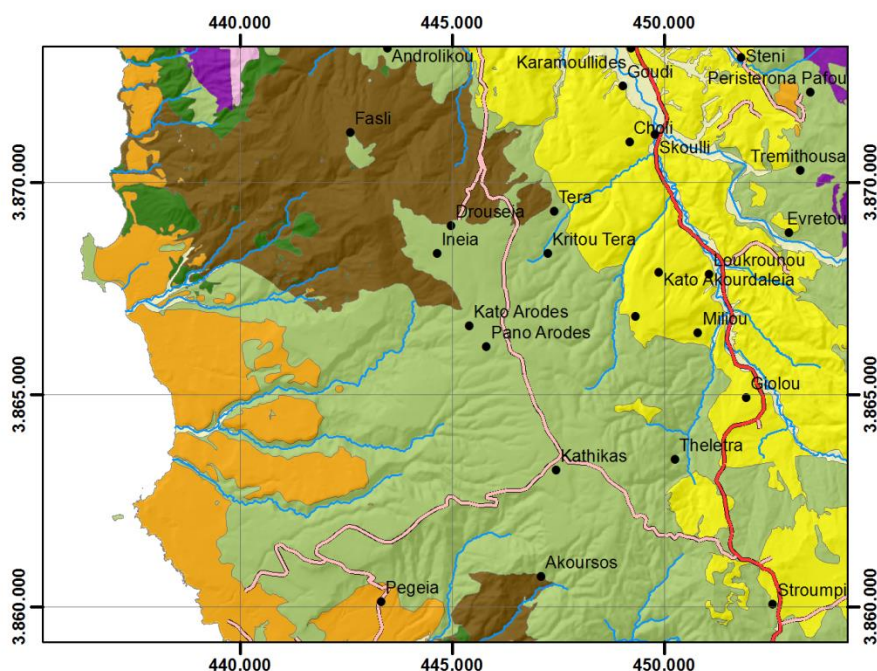 440.000 445.000 450.000
Androlikou
Karamoullides
Steni
Goudi
Peristerona Pafou
Fasli
Choli
Skoulli
Tremithousa
3.870.000 3.870.000
Tera
Drouseia
Evretou
Ineia
Kritou Tera
Loukrounou
Kato Akourdaleia
Kato Arodes
Miliou
Pano Arodes
3.865.000 3.865.000
Giolou
Theletra
Kathikas
Akoursos
Pegeia
Stroumpi
3.860.000 3.860.000
440.000 445.000 450.000